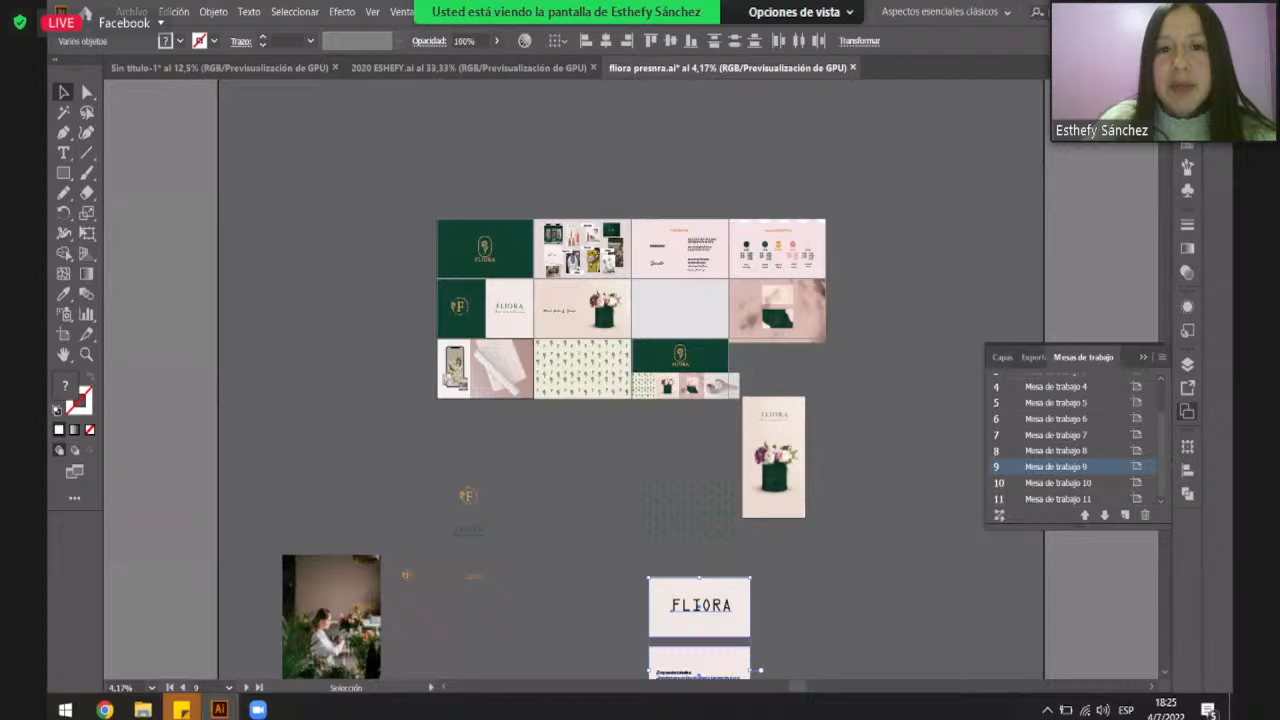 LIVE
Facebook
Archivo Edición Objeto Texto Seleccionar Efecto Ver
Usted está viendo la pantalla de Esthefy Sánchez
Opciones de vista
Aspectos esenciales clásicos
Varios objetos
?
Trazo:
Opacidad: 100%
Transformar
Sin título-1* al 12,5% (RGB/Previsualización de GPU) ×
2020 ESHEFY.ai al 33,33% (RGB/Previsualización de GPU) ×
fliora presnra.ai* al 4,17% (RGB/Previsualización de GPU) ×
Esthefy Sánchez
FLIORA
F
FLIORA
FLIORA
FLIORA
F
FLIORA
Capas
Mesas de trabajo
4 Mesa de trabajo 4
5 Mesa de trabajo 5
6 Mesa de trabajo 6
7 Mesa de trabajo 7
8 Mesa de trabajo 8
9 Mesa de trabajo 9
10 Mesa de trabajo 10
11 Mesa de trabajo 11
?
4,17%
9
Selección
Ai
ESP
18:25
4/7/2022
5